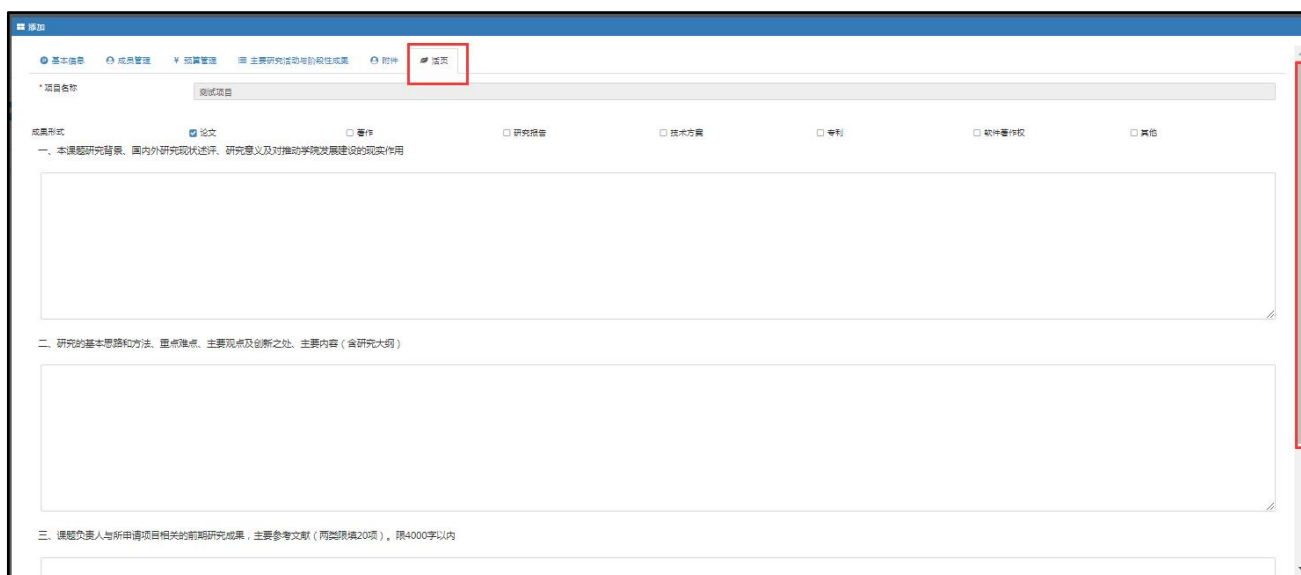 添加
基本信息 成员管理 ¥ 预算管理 主要研究活动与阶段性成果 附件 活页
*项目名称 测试项目
成果形式 论文 著作 研究报告 技术方案 专利 软件著作权 其他
一、本课题研究背景、国内外研究现状述评、研究意义及对推动学院发展建设的现实作用
二、研究的基本思路和方法、重点难点、主要观点及创新之处、主要内容（含研究大纲）
三、课题负责人与所申请项目相关的前期研究成果，主要参考文献（两类限填20项）。限4000字以内